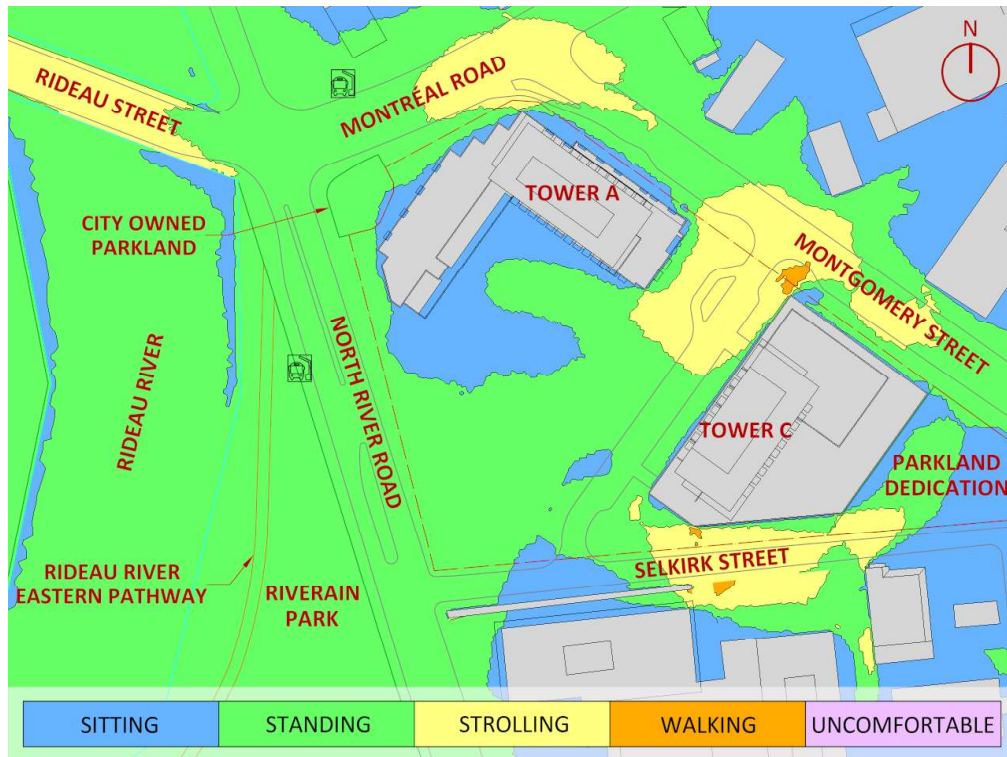 N
RIDEAU STREET
MONTRÉAL ROAD
TOWER A
CITY OWNED
PARKLAND
MONTGOMERY STREET
NORTH RIVER ROAD
RIDEAU RIVER
TOWER C
PARKLAND
DEDICATION
SELKIRK STREET
RIDEAU RIVER
EASTERN PATHWAY
RIVERAIN
PARK
SITTING
STANDING
STROLLING
WALKING
UNCOMFORTABLE